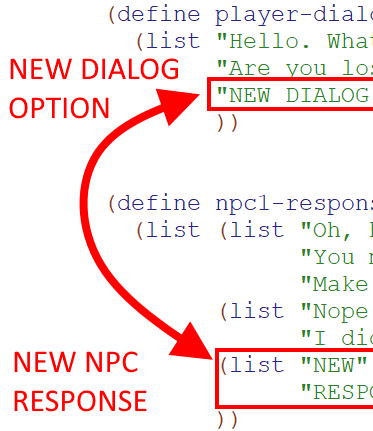 (define player-dialo
(list "Hello. What
"Are you los
"NEW DIALOG
))
NEW DIALOG
OPTION
(define npc1-respons
(list (list "Oh,
"You
"Make
(list "Nope
"I did
(list "NEW"
"RESPO
))
NEW NPC
RESPONSE